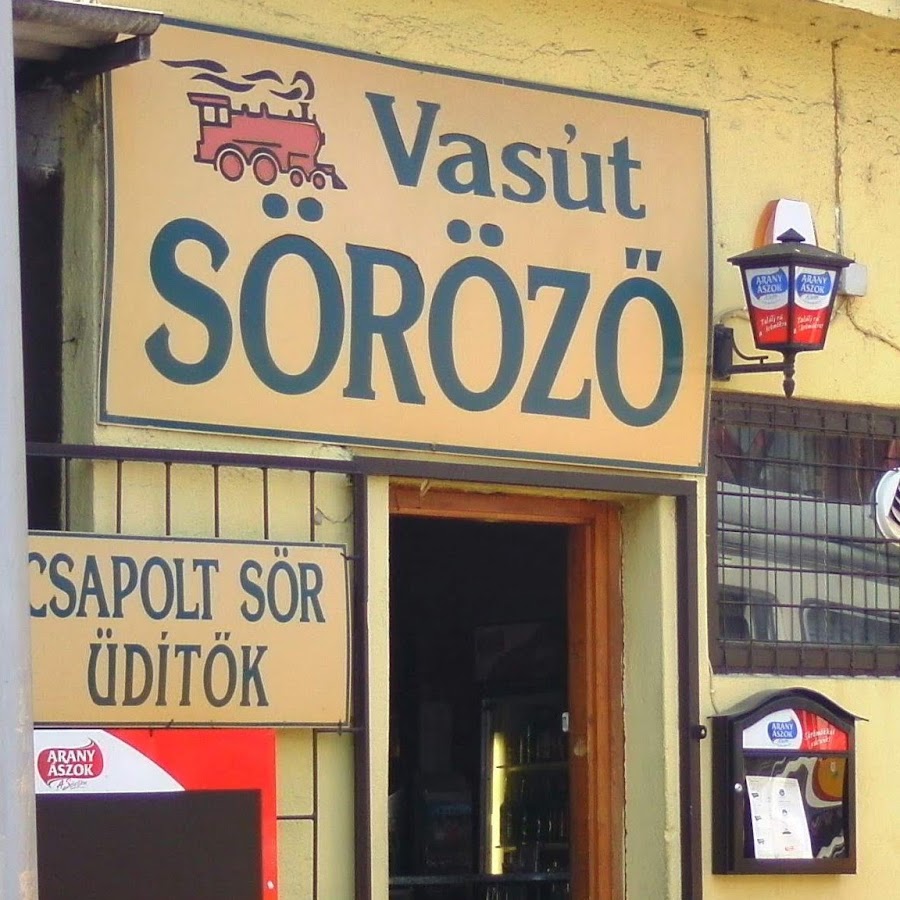 Vasút
SÖRÖZŐ
ARANY
ÁSZOK
ARANY
ÁSZOK
CSAPOLT SÖR
ÜDÍTŐK
ARANY
ÁSZOK
ARANY
ÁSZOK